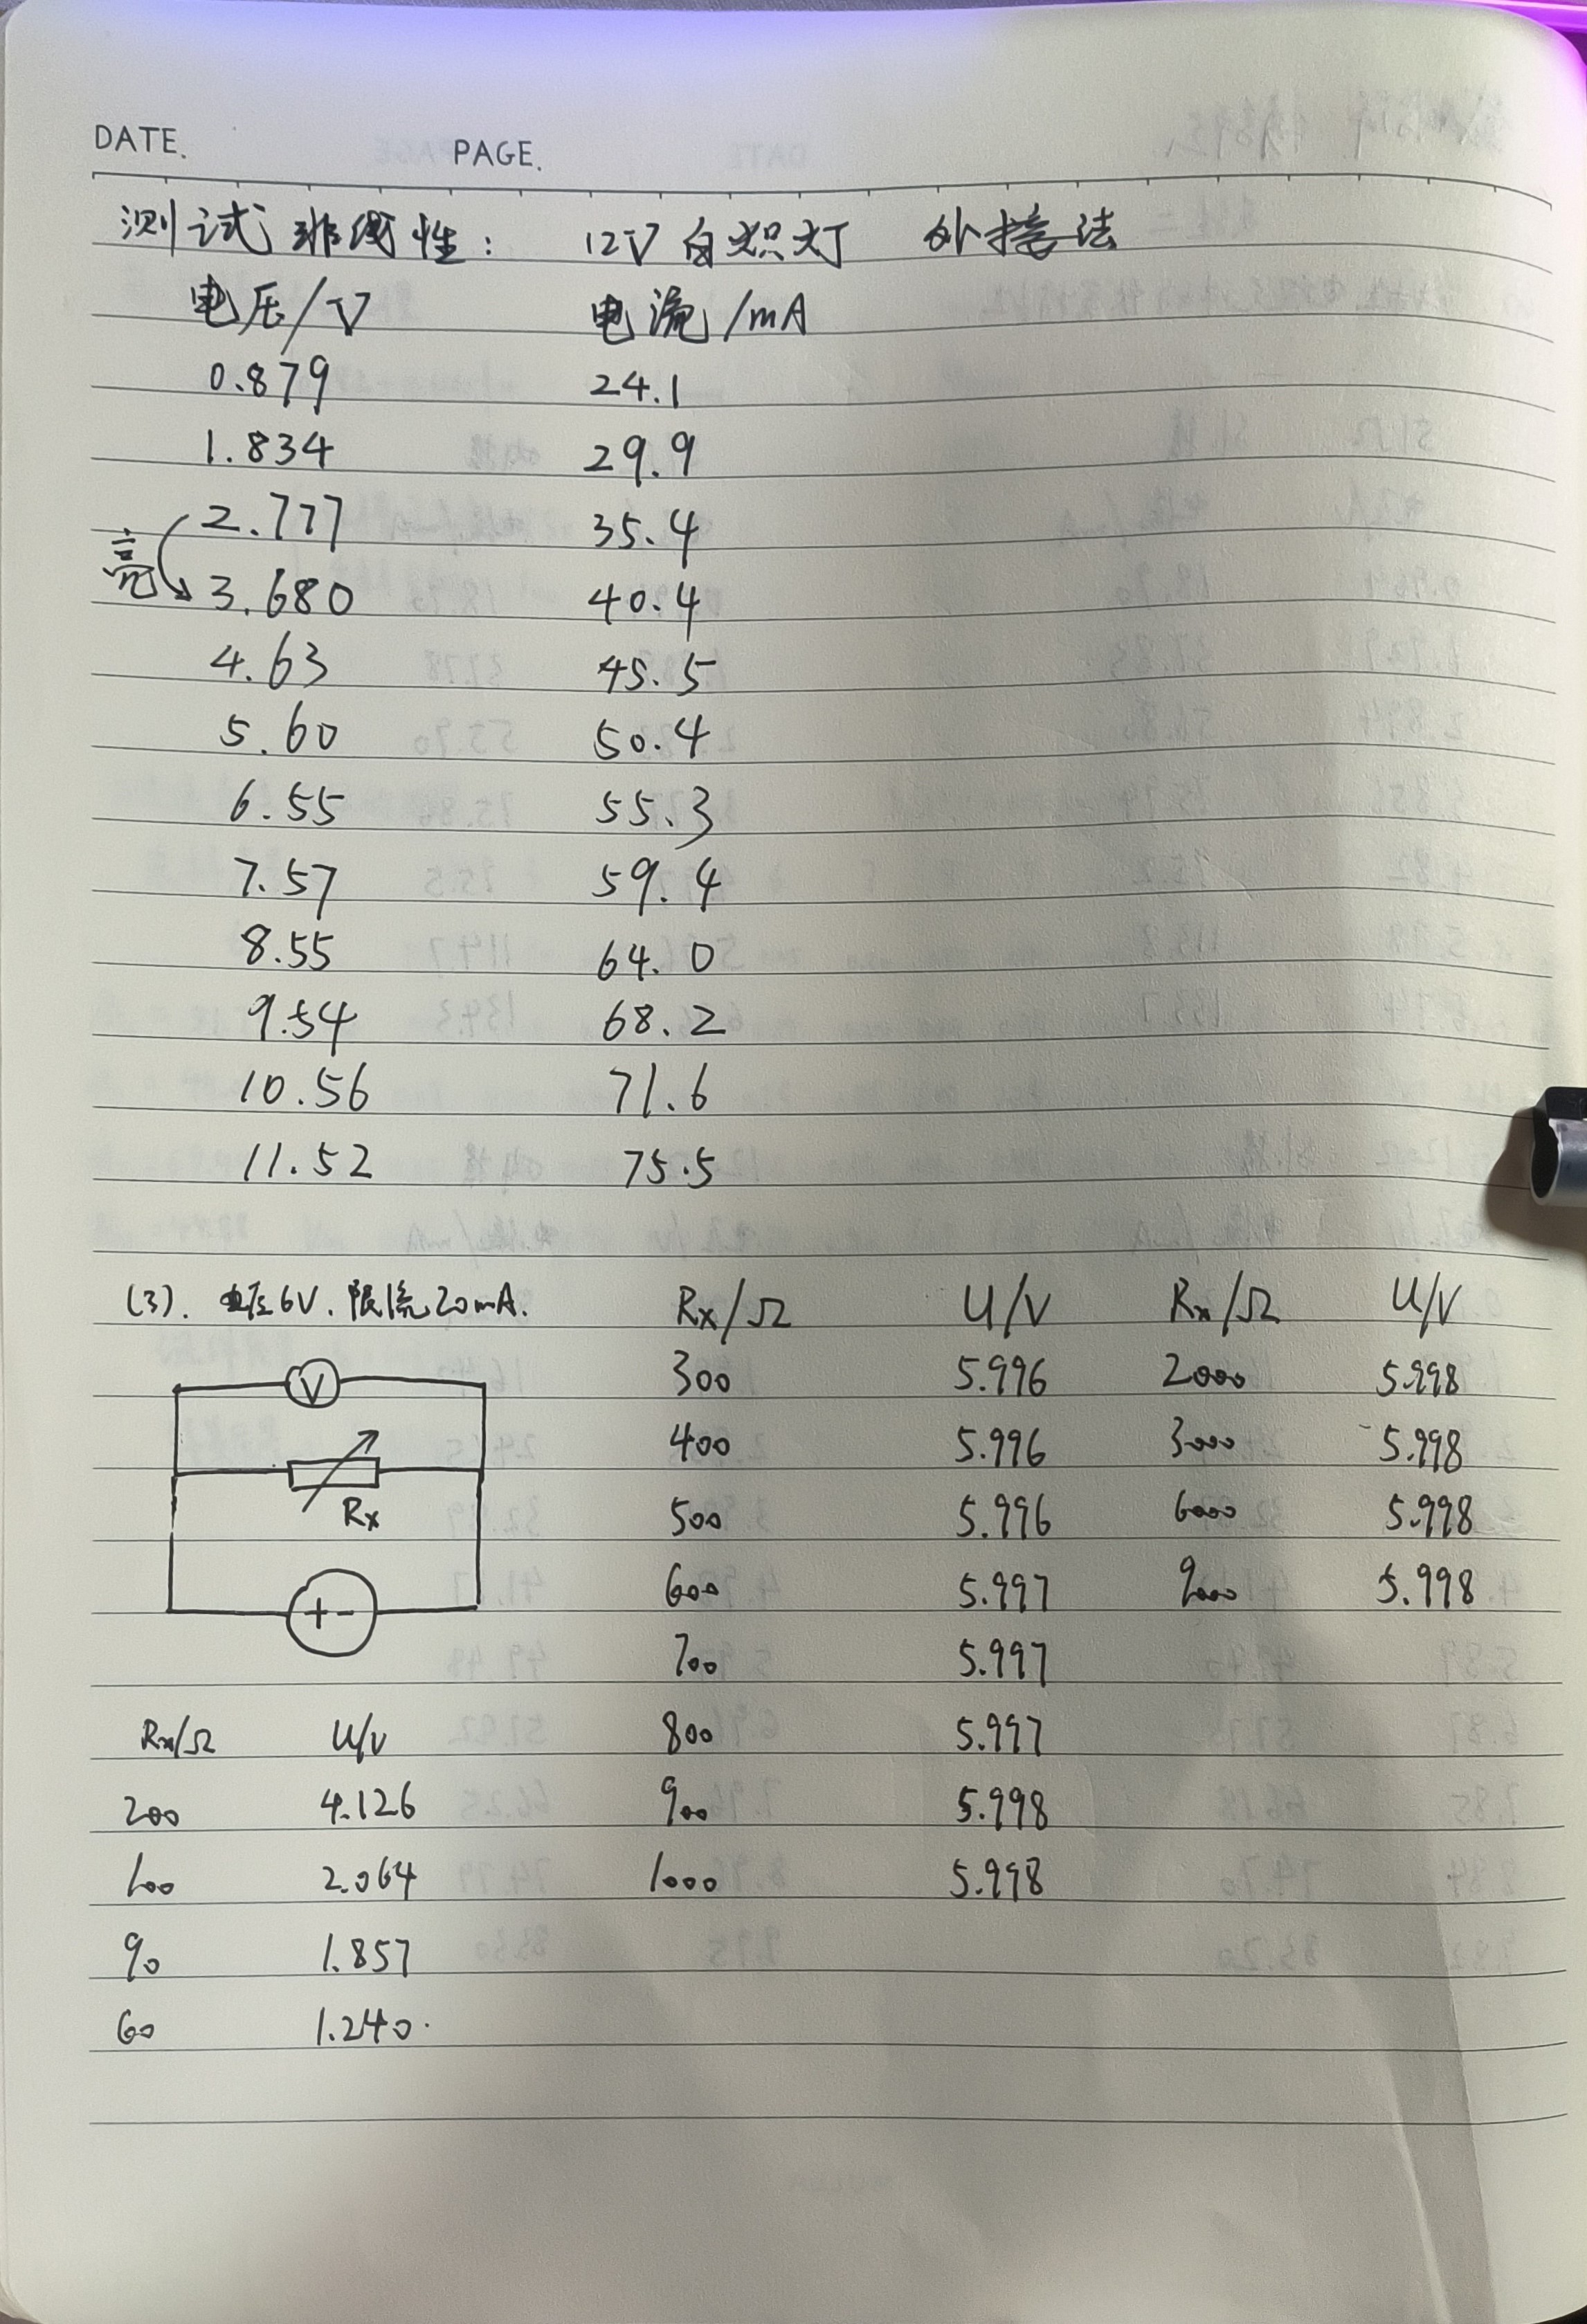 DATE. PAGE.
测试非线性： 12V 白炽灯 外接法
电压/V 电流/mA
0.879 24.1
1.834 29.9
2.777 35.4
亮
3.680 40.4
4.63 45.5
5.60 50.4
6.55 55.3
7.57 59.4
8.55 64.0
9.54 68.2
10.56 71.6
11.52 75.5
(3). 电压6V. 限流20mA. Rx/Ω U/V Rx/Ω U/V
300 5.996 2000 5.998
V
400 5.996 3000 5.998
Rx
500 5.996 6000 5.998
600 5.997 9000 5.998
+ -
700 5.997
Rx/Ω U/V 800 5.997
200 4.126 900 5.998
100 2.064 1000 5.998
90 1.857
60 1.240.